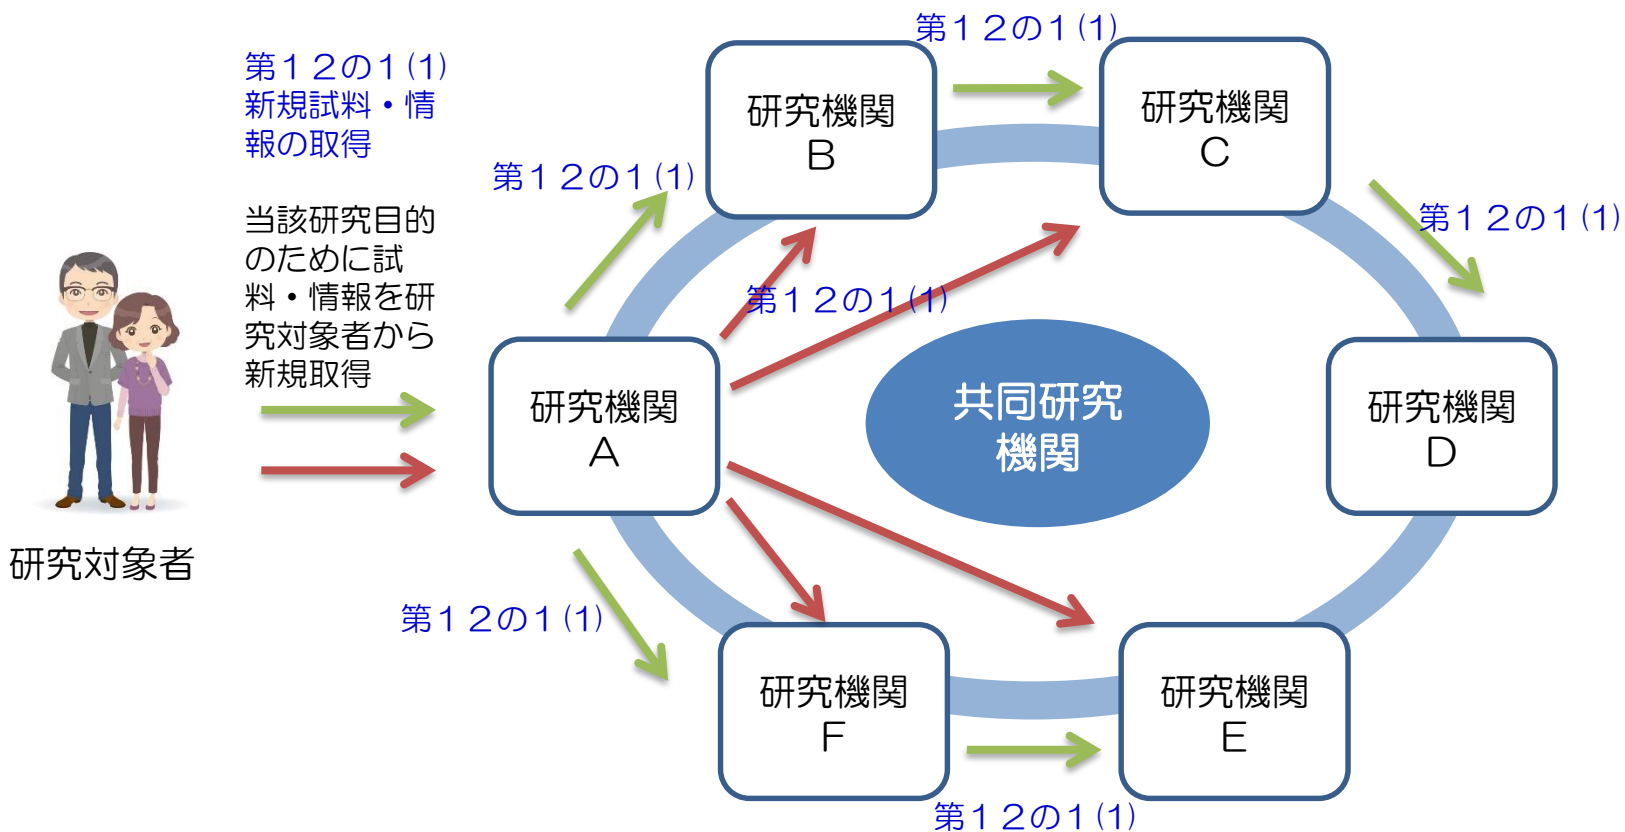 第１２の１(1)
新規試料・情
報の取得
当該研究目的
のために試
料・情報を研
究対象者から
新規取得
研究対象者
第１２の１(1)
研究機関
B
第１２の１(1)
研究機関
C
第１２の１(1)
第１２の１(1)
研究機関
A
共同研究
機関
研究機関
D
第１２の１(1)
研究機関
F
研究機関
E
第１２の１(1)